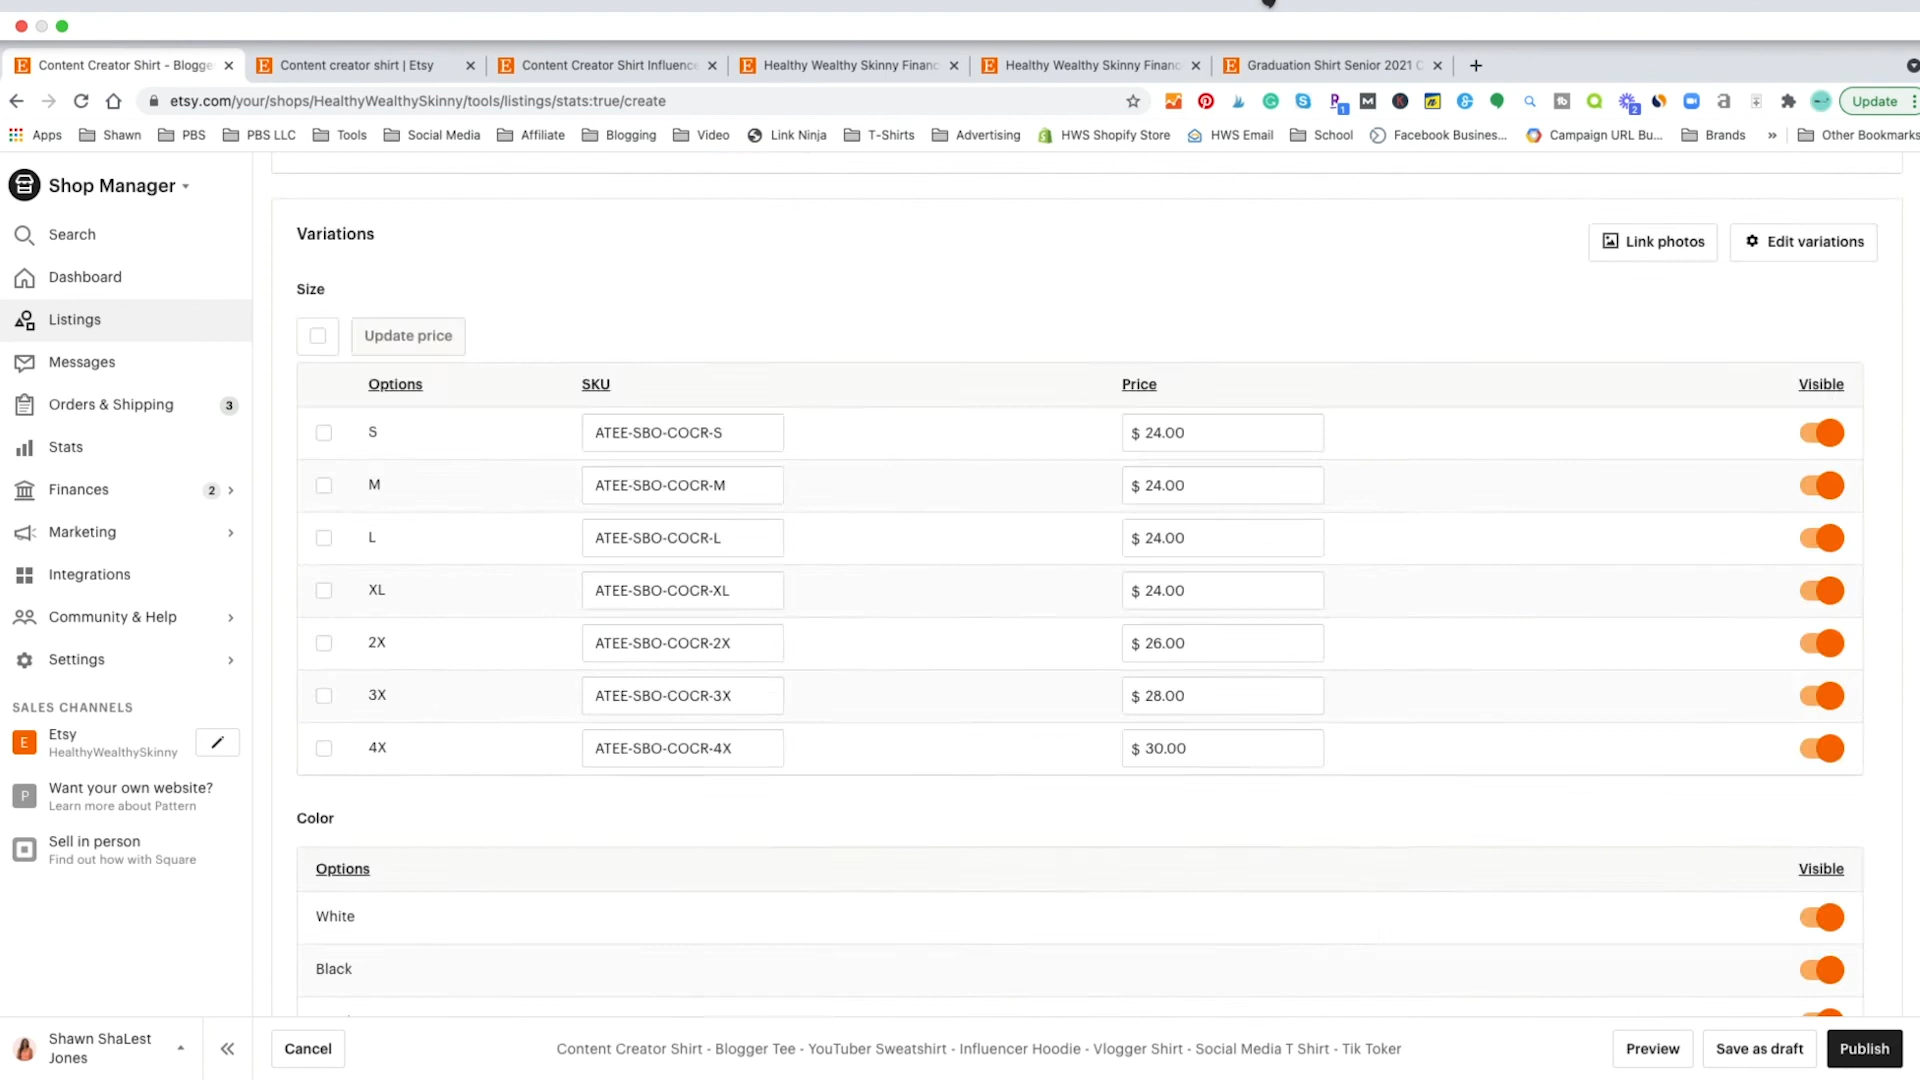 Content Creator Shirt - Blogge
Content creator shirt | Etsy
Content Creator Shirt Influence
Healthy Wealthy Skinny Financ
Healthy Wealthy Skinny Financ
Graduation Shirt Senior 2021 C
etsy.com/your/shops/HealthyWealthySkinny/tools/listings/stats:true/create
Update
Apps
Shawn
PBS
PBS LLC
Tools
Social Media
Affiliate
Blogging
Video
Link Ninja
T-Shirts
Advertising
HWS Shopify Store
HWS Email
School
Facebook Busines...
Campaign URL Bu...
Brands
»
Other Bookmarks
Shop Manager
Search
Dashboard
Listings
Messages
Orders & Shipping 3
Stats
Finances 2
Marketing
Integrations
Community & Help
Settings
SALES CHANNELS
E
Etsy
HealthyWealthySkinny
P
Want your own website?
Learn more about Pattern
Sell in person
Find out how with Square
Shawn ShaLest
Jones
Variations
Link photos
Edit variations
Size
Update price
Options SKU Price Visible
S ATEE-SBO-COCR-S $ 24.00
M ATEE-SBO-COCR-M $ 24.00
L ATEE-SBO-COCR-L $ 24.00
XL ATEE-SBO-COCR-XL $ 24.00
2X ATEE-SBO-COCR-2X $ 26.00
3X ATEE-SBO-COCR-3X $ 28.00
4X ATEE-SBO-COCR-4X $ 30.00
Color
Options Visible
White
Black
Cancel
Content Creator Shirt - Blogger Tee - YouTuber Sweatshirt - Influencer Hoodie - Vlogger Shirt - Social Media T Shirt - Tik Toker
Preview
Save as draft
Publish